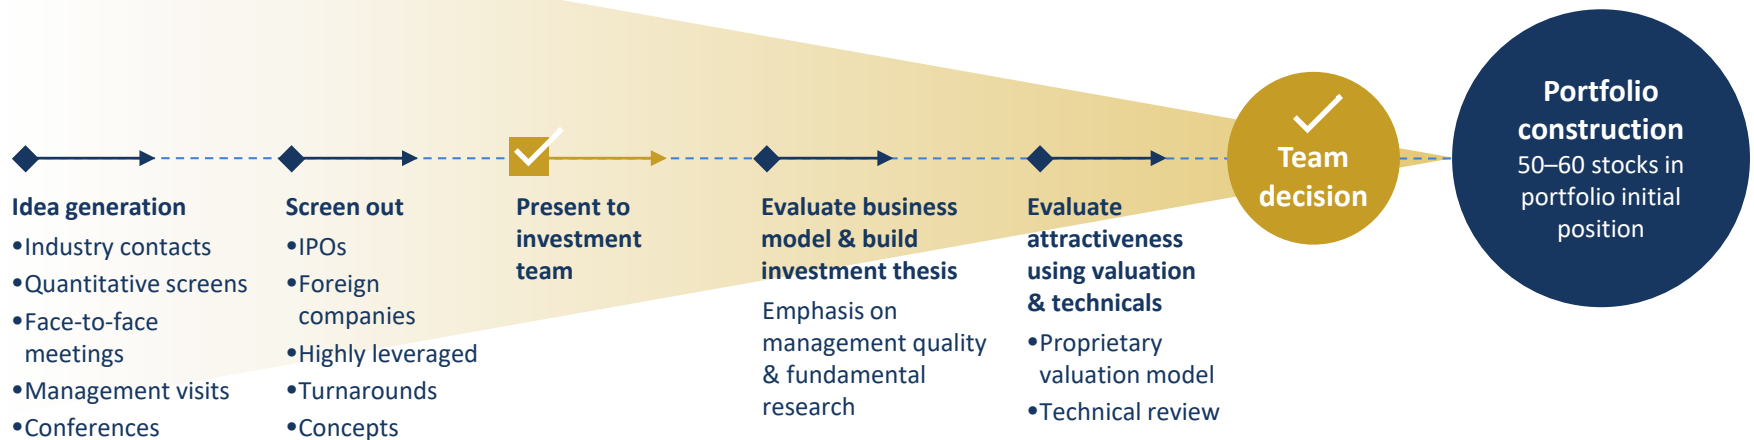 Idea generation
•Industry contacts
•Quantitative screens
•Face-to-face
meetings
•Management visits
•Conferences
Screen out
•IPOs
•Foreign
companies
•Highly leveraged
•Turnarounds
•Concepts
Present to
investment
team
Evaluate business
model & build
investment thesis
Emphasis on
management quality
& fundamental
research
Evaluate
attractiveness
using valuation
& technicals
•Proprietary
valuation model
•Technical review
Team
decision
Portfolio
construction
50–60 stocks in
portfolio initial
position